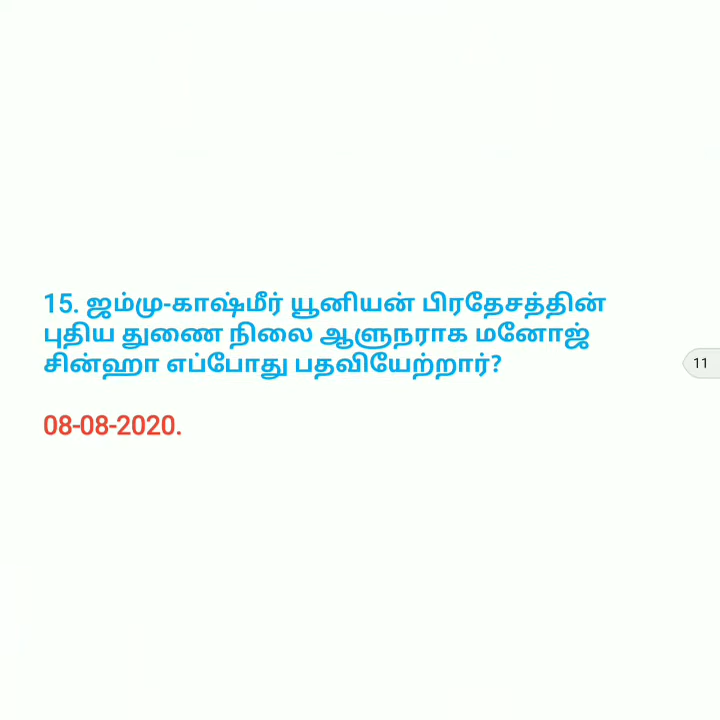 15. ஜம்மு-காஷ்மீர் யூனியன் பிரதேசத்தின்
புதிய துணை நிலை ஆளுநராக மனோஜ்
சின்ஹா எப்போது பதவியேற்றார்?
08-08-2020.
11